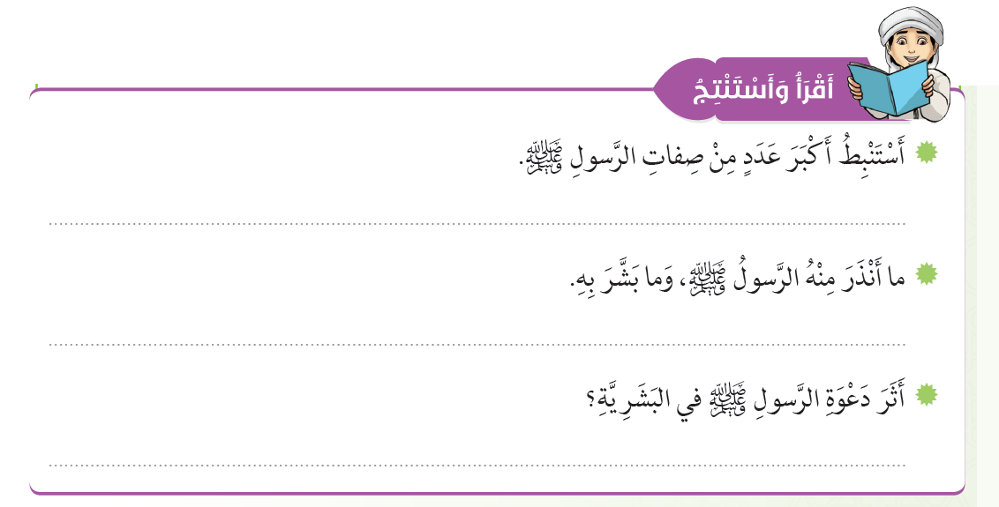 أَقْرَأُ وَأَسْتَنْتِجُ
أَسْتَنْبِطُ أَكْبَرَ عَدَدٍ مِنْ صِفاتِ الرَّسولِ ﷺ.
ما أَنْذَرَ مِنْهُ الرَّسولُ ﷺ، وَما بَشَّرَ بِهِ.
أَثَرَ دَعْوَةِ الرَّسولِ ﷺ في البَشَرِيَّةِ؟